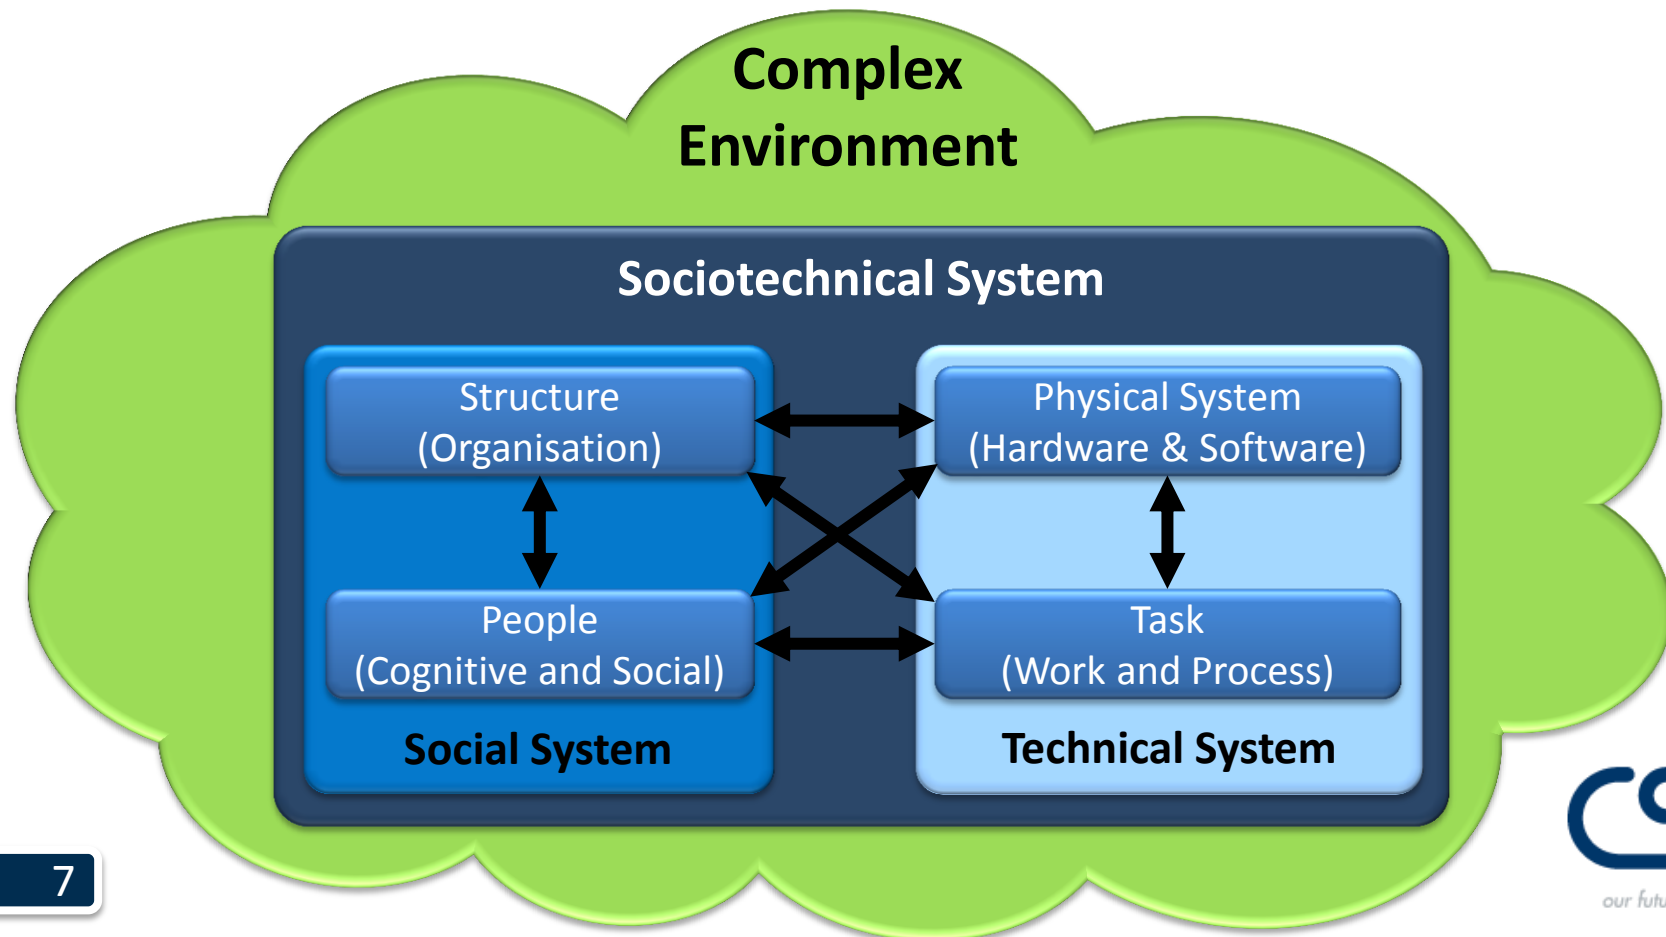 Complex
Environment
Sociotechnical System
Structure
(Organisation)
Physical System
(Hardware & Software)
People
(Cognitive and Social)
Task
(Work and Process)
Social System
Technical System
7
our